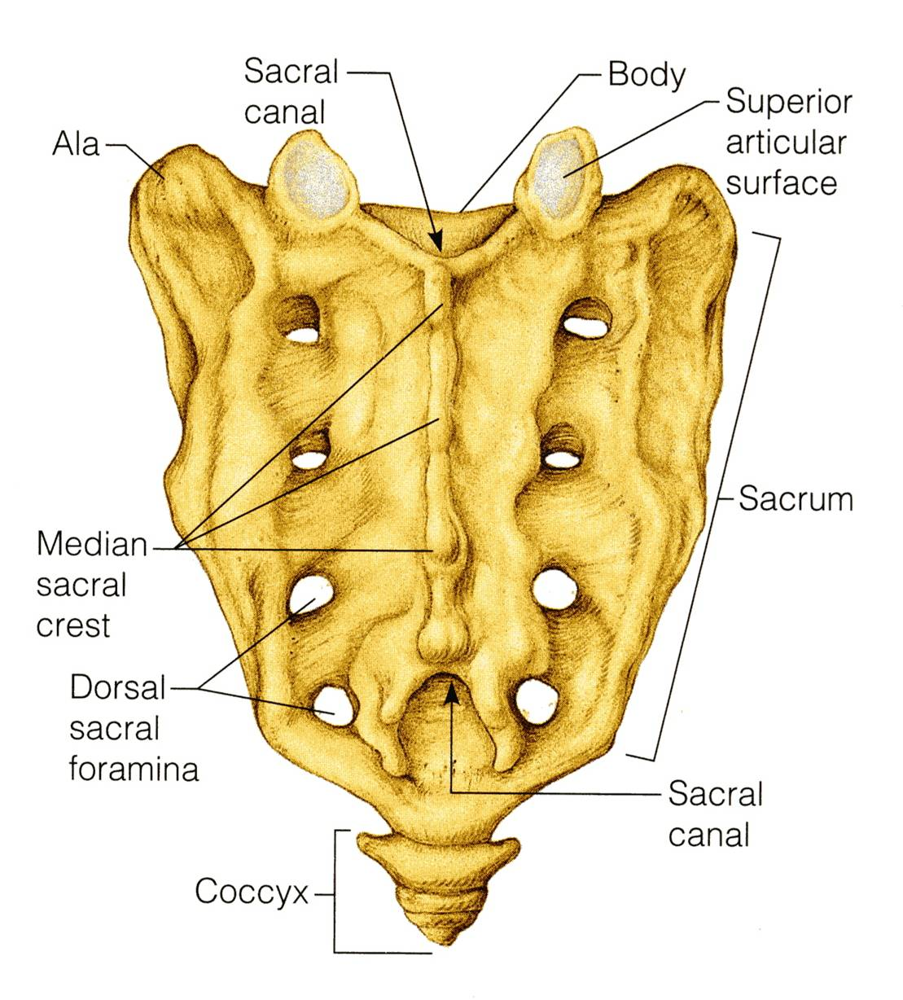 Sacral
canal
Body
Superior
articular
surface
Ala
Sacrum
Median
sacral
crest
Dorsal
sacral
foramina
Sacral
canal
Coccyx